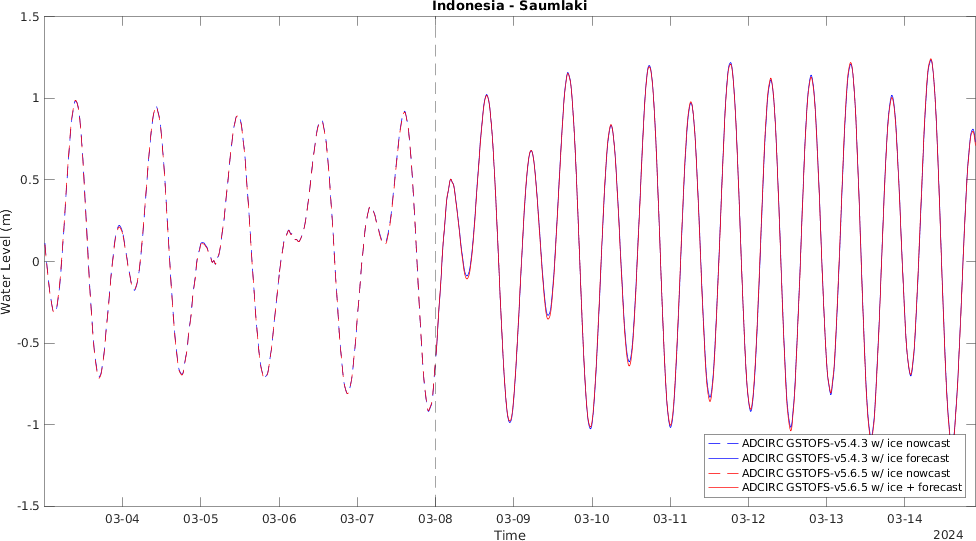 Indonesia - Saumlaki
1.5
1
0.5
0
-0.5
-1
-1.5
Water Level (m)
ADCIRC GSTOFS-v5.4.3 w/ ice nowcast
ADCIRC GSTOFS-v5.4.3 w/ ice forecast
ADCIRC GSTOFS-v5.6.5 w/ ice nowcast
ADCIRC GSTOFS-v5.6.5 w/ ice + forecast
03-04 03-05 03-06 03-07 03-08 03-09 03-10 03-11 03-12 03-13 03-14
Time
2024